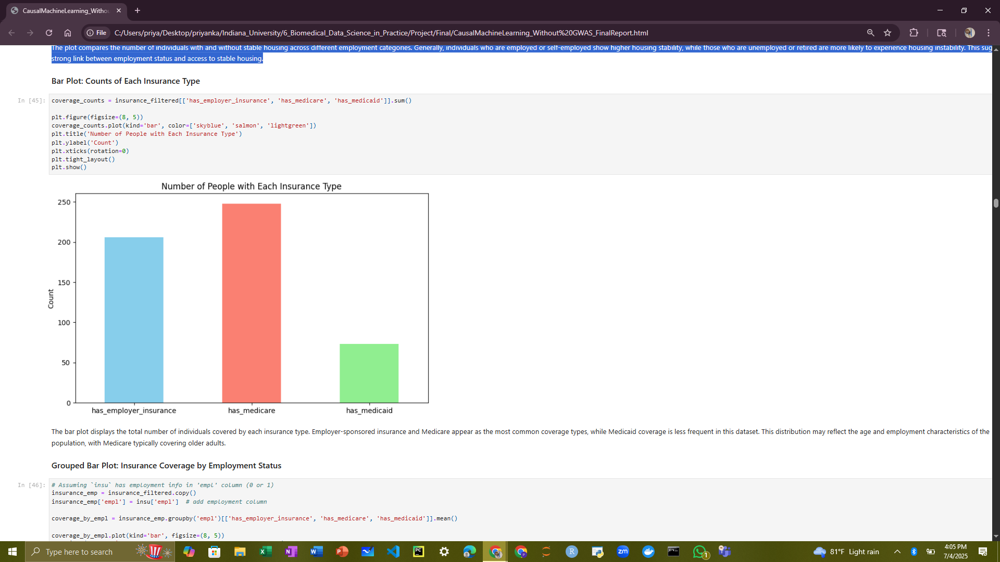 CausalMachineLearning_Withou
File
C:/Users/priya/Desktop/priyanka/Indiana_University/6_Biomedical_Data_Science_in_Practice/Project/Final/CausalMachineLearning_Without%20GWAS_FinalReport.html
The plot compares the number of individuals with and without stable housing across different employment categories. Generally, individuals who are employed or self-employed show higher housing stability, while those who are unemployed or retired are more likely to experience housing instability. This sug
strong link between employment status and access to stable housing.
Bar Plot: Counts of Each Insurance Type
In [45]:
coverage_counts = insurance_filtered[['has_employer_insurance', 'has_medicare', 'has_medicaid']].sum()
plt.figure(figsize=(8, 5))
coverage_counts.plot(kind='bar', color=['skyblue', 'salmon', 'lightgreen'])
plt.title('Number of People with Each Insurance Type')
plt.ylabel('Count')
plt.xticks(rotation=0)
plt.tight_layout()
plt.show()
Number of People with Each Insurance Type
250
200
150
100
50
0
Count
has_employer_insurance
has_medicare
has_medicaid
The bar plot displays the total number of individuals covered by each insurance type. Employer-sponsored insurance and Medicare appear as the most common coverage types, while Medicaid coverage is less frequent in this dataset. This distribution may reflect the age and employment characteristics of the
population, with Medicare typically covering older adults.
Grouped Bar Plot: Insurance Coverage by Employment Status
In [46]:
# Assuming `insu` has employment info in 'empl' column (0 or 1)
insurance_emp = insurance_filtered.copy()
insurance_emp['empl'] = insu['empl']  # add employment column
coverage_by_empl = insurance_emp.groupby('empl')[['has_employer_insurance', 'has_medicare', 'has_medicaid']].mean()
coverage_by_empl.plot(kind='bar', figsize=(8, 5))
Type here to search
81°F Light rain
4:05 PM
7/4/2025